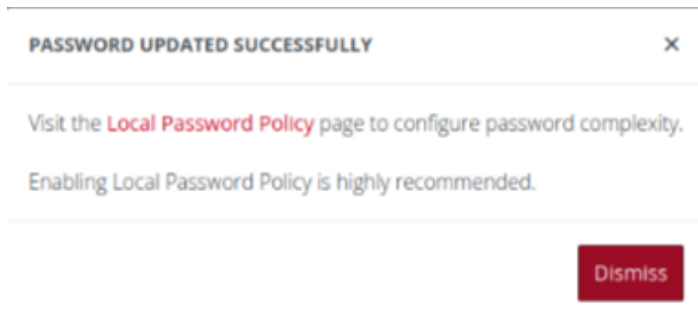 PASSWORD UPDATED SUCCESSFULLY ×
Visit the Local Password Policy page to configure password complexity.
Enabling Local Password Policy is highly recommended.
Dismiss